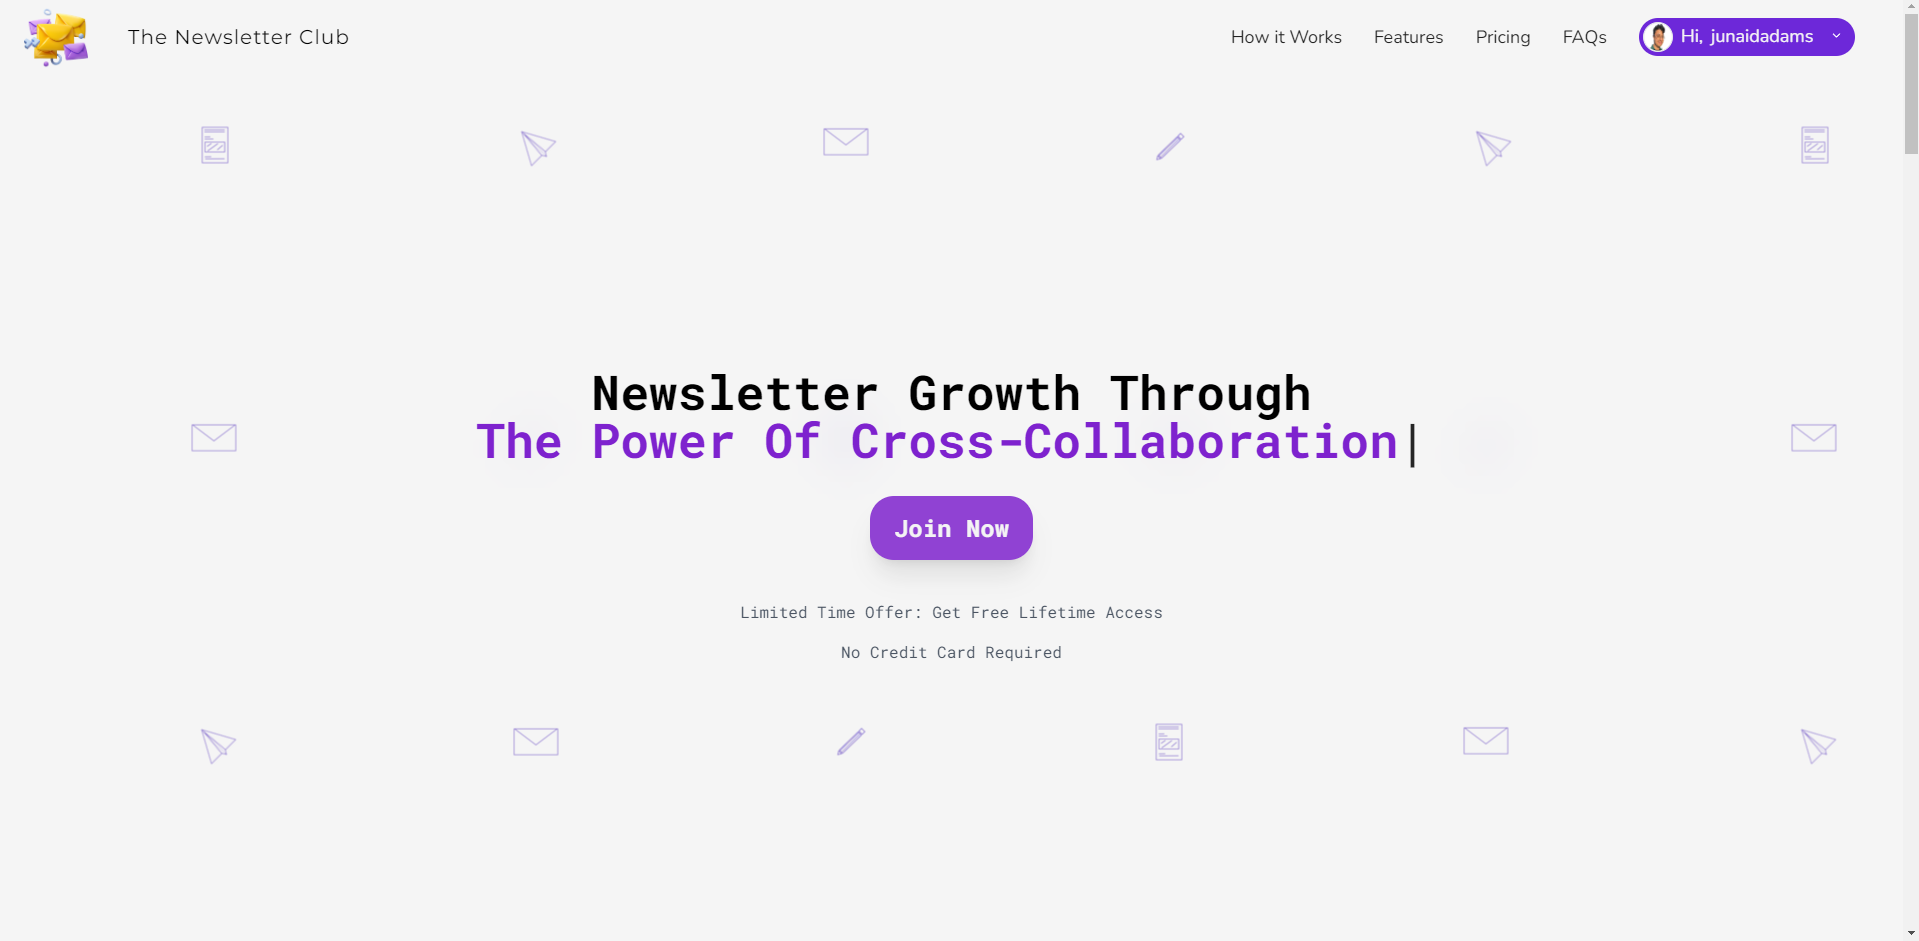 The Newsletter Club
How it Works
Features
Pricing
FAQs
Hi, junaidadams
Newsletter Growth Through
The Power Of Cross-Collaboration|
Join Now
Limited Time Offer: Get Free Lifetime Access
No Credit Card Required